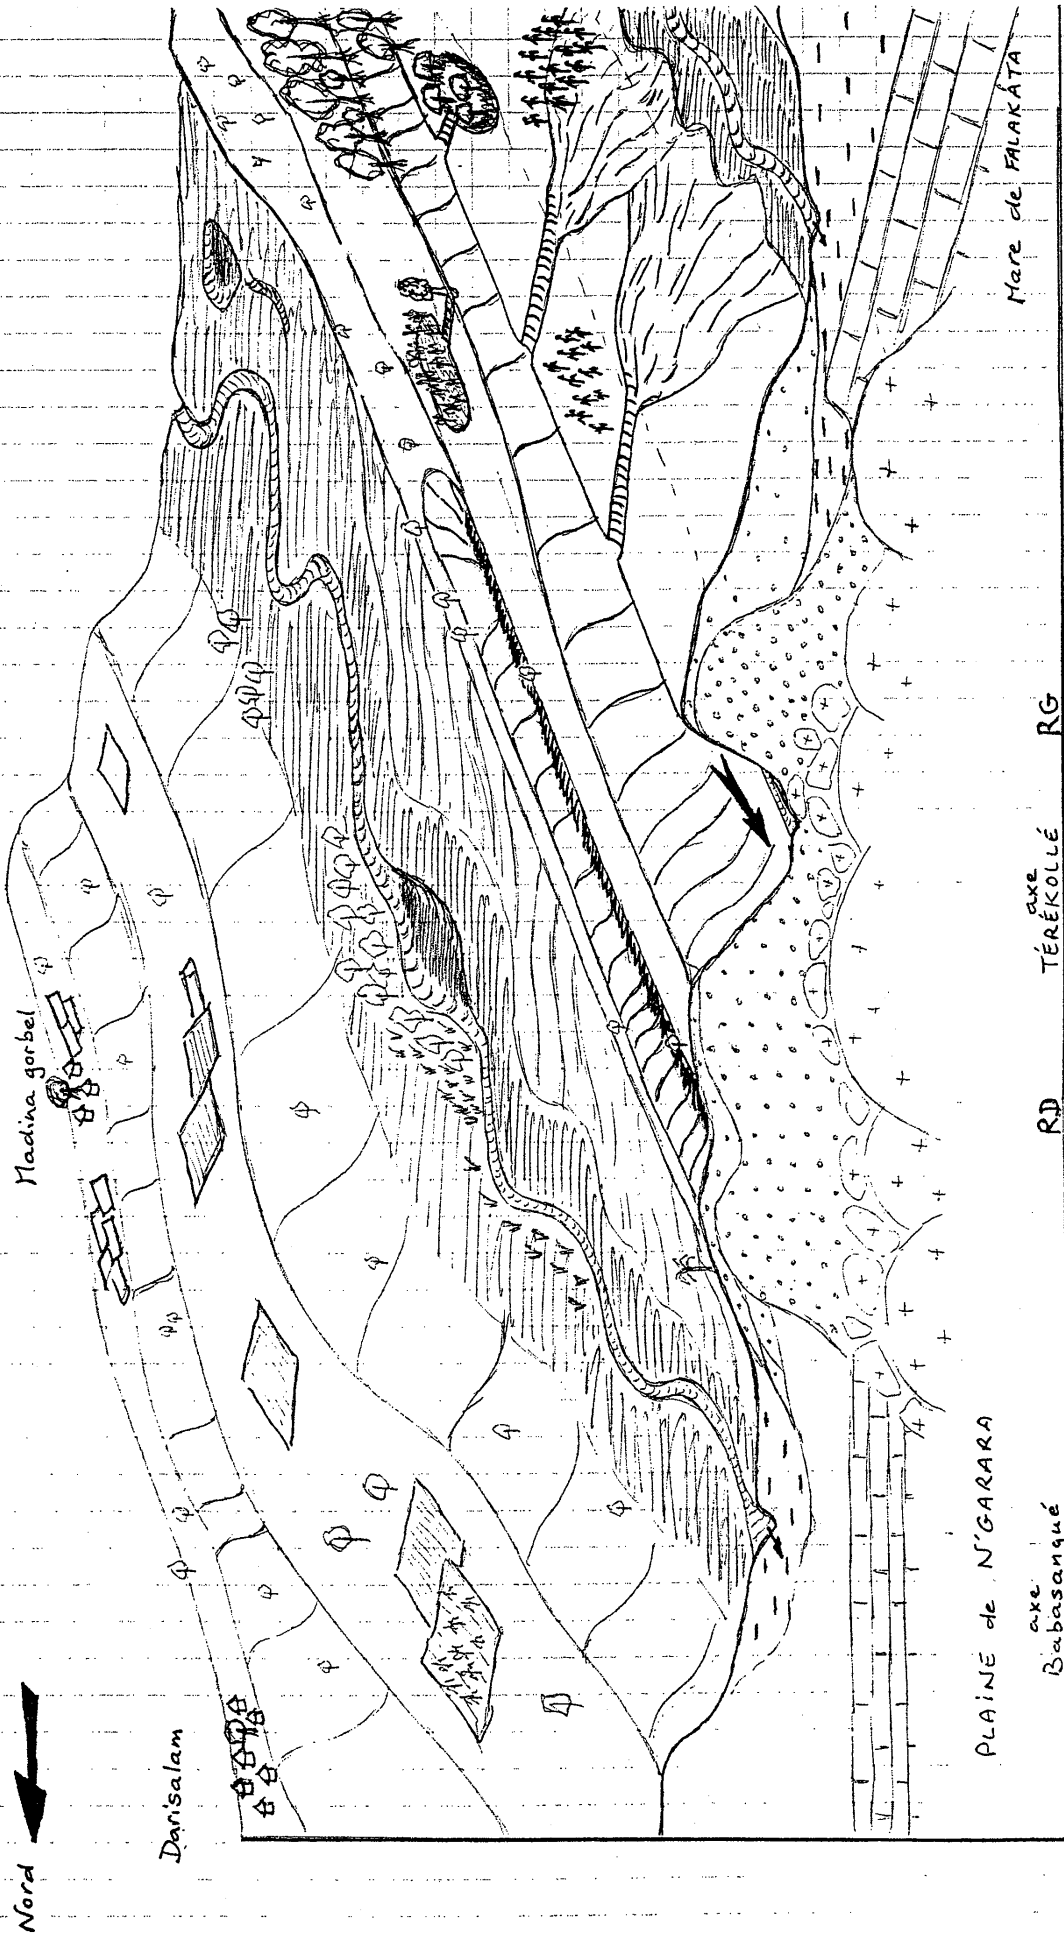 Nord
Darisalam
Madina gorbel
PLAiNE de N'GARARA
Mare de FALAKÁTA
axe
Babasangué
RD
axe
TÉRÉKOLLÉ
RG